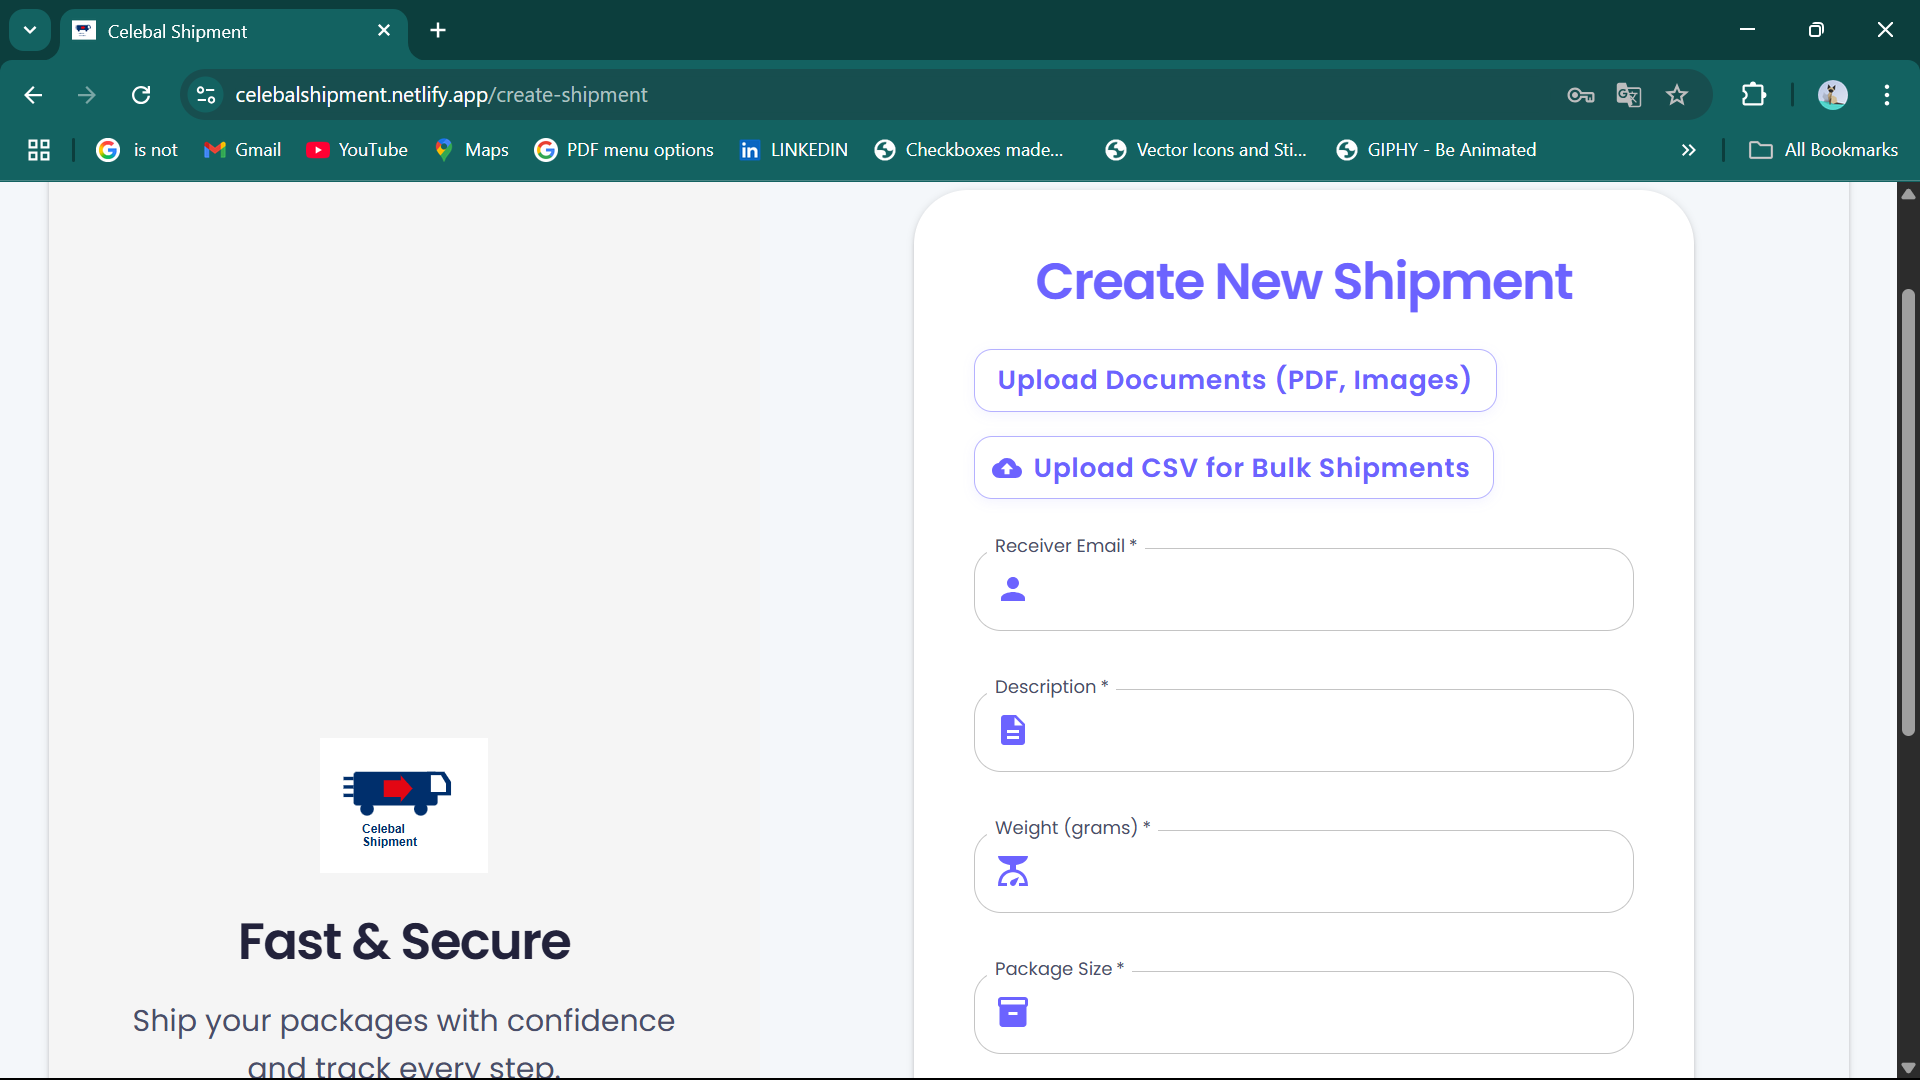 Celebal Shipment
celebalshipment.netlify.app/create-shipment
is not
Gmail
YouTube
Maps
PDF menu options
LINKEDIN
Checkboxes made...
Vector Icons and Sti...
GIPHY - Be Animated
All Bookmarks
Create New Shipment
Upload Documents (PDF, Images)
Upload CSV for Bulk Shipments
Receiver Email *
Description *
Weight (grams) *
Package Size *
Celebal
Shipment
Fast & Secure
Ship your packages with confidence
and track every step.